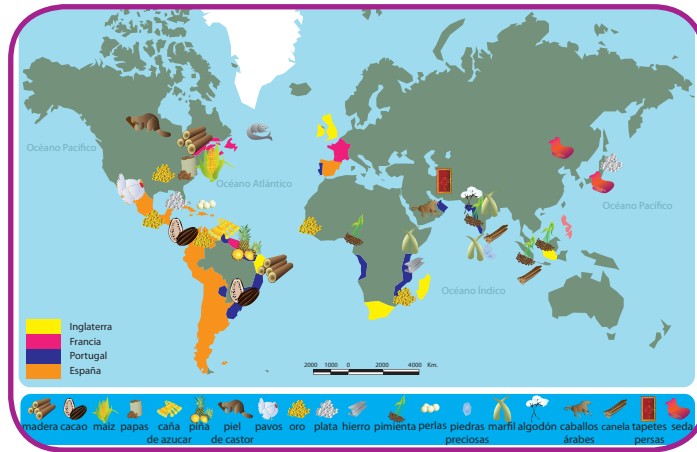 Océano Pacífico
Océano Atlántico
Océano Pacífico
Océano Índico
Inglaterra
Francia
Portugal
España
2000 1000 0 2000 4000 Km.
madera cacao maiz papas caña de azucar piña piel de castor pavos oro plata hierro pimienta perlas piedras preciosas marfil algodón caballos árabes canela tapetes persas seda